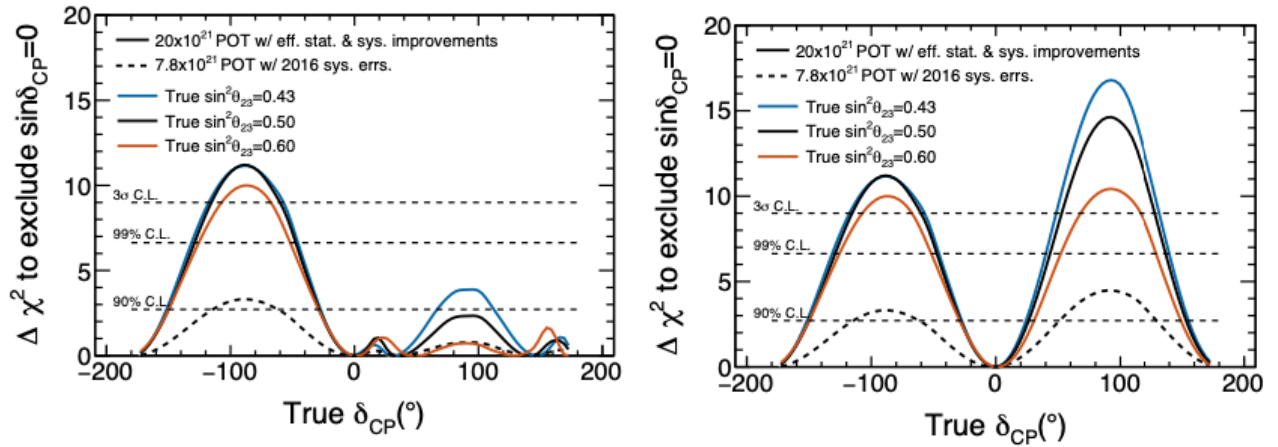 Δ χ² to exclude sinδ_CP=0
20
15
10
5
0
20x10²¹ POT w/ eff. stat. & sys. improvements
7.8x10²¹ POT w/ 2016 sys. errs.
True sin²θ₂₃=0.43
True sin²θ₂₃=0.50
True sin²θ₂₃=0.60
3σ C.L.
99% C.L.
90% C.L.
−200 −100 0 100 200
True δ_CP(°)
Δ χ² to exclude sinδ_CP=0
20
15
10
5
0
20x10²¹ POT w/ eff. stat. & sys. improvements
7.8x10²¹ POT w/ 2016 sys. errs.
True sin²θ₂₃=0.43
True sin²θ₂₃=0.50
True sin²θ₂₃=0.60
3σ C.L.
99% C.L.
90% C.L.
−200 −100 0 100 200
True δ_CP(°)